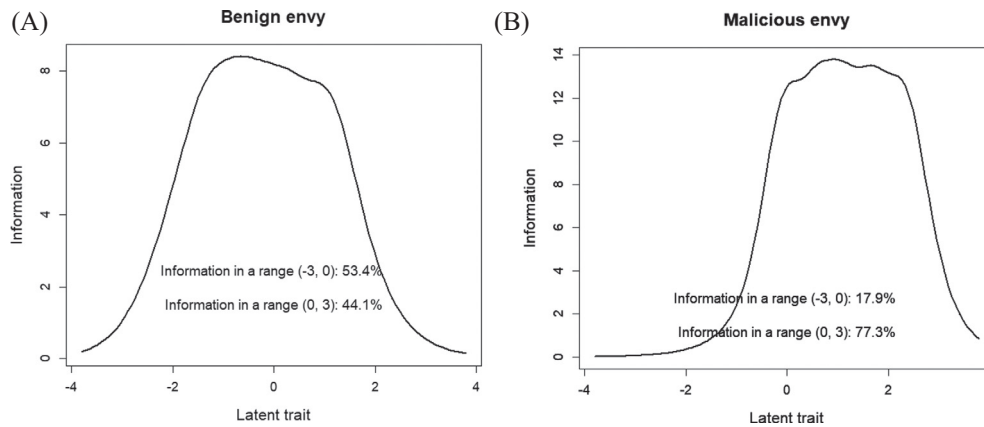 (A)
Benign envy
Information
8
6
4
2
0
Information in a range (-3, 0): 53.4%
Information in a range (0, 3): 44.1%
-4
-2
0
2
4
Latent trait
(B)
Malicious envy
Information
14
12
10
8
6
4
2
0
Information in a range (-3, 0): 17.9%
Information in a range (0, 3): 77.3%
-4
-2
0
2
Latent trait